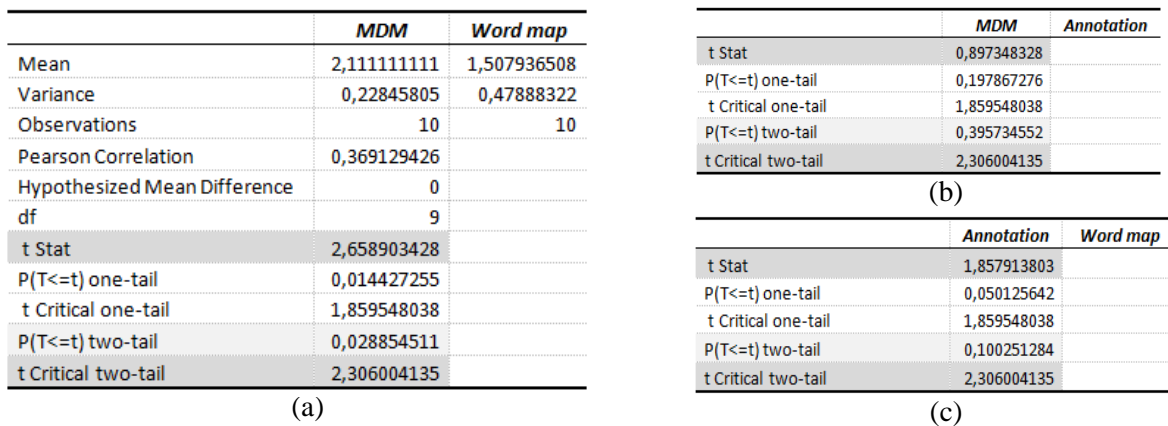 MDM Word map
Mean 2,111111111 1,507936508
Variance 0,22845805 0,47888322
Observations 10 10
Pearson Correlation 0,369129426
Hypothesized Mean Difference 0
df 9
t Stat 2,658903428
P(T<=t) one-tail 0,014427255
t Critical one-tail 1,859548038
P(T<=t) two-tail 0,028854511
t Critical two-tail 2,306004135
(a)
MDM Annotation
t Stat 0,897348328
P(T<=t) one-tail 0,197867276
t Critical one-tail 1,859548038
P(T<=t) two-tail 0,395734552
t Critical two-tail 2,306004135
(b)
Annotation Word map
t Stat 1,857913803
P(T<=t) one-tail 0,050125642
t Critical one-tail 1,859548038
P(T<=t) two-tail 0,100251284
t Critical two-tail 2,306004135
(c)